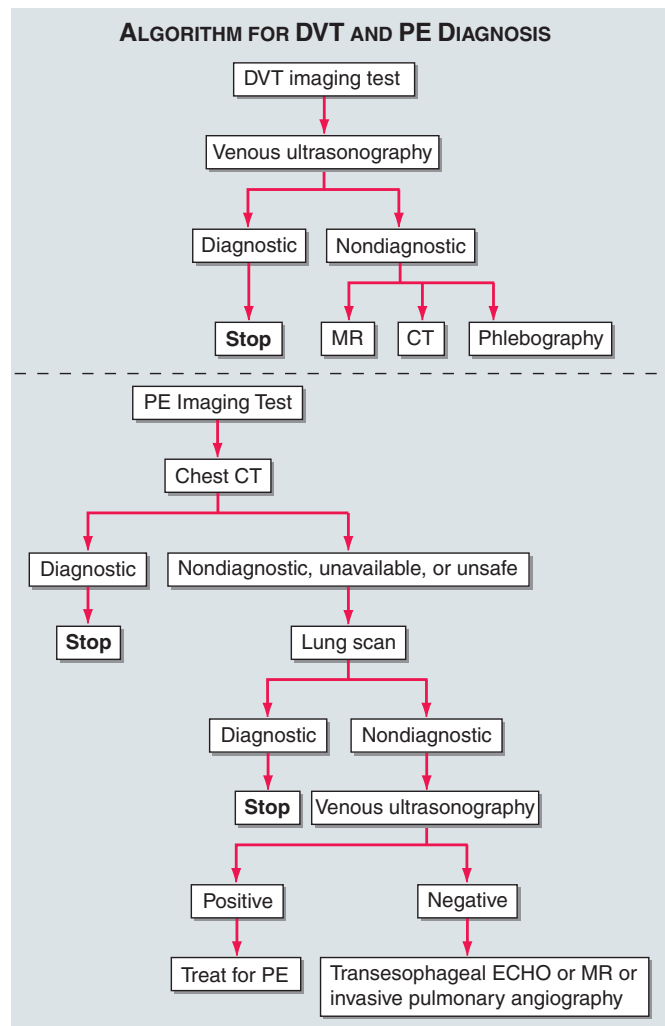 ALGORITHM FOR DVT AND PE DIAGNOSIS
DVT imaging test
Venous ultrasonography
Diagnostic
Nondiagnostic
Stop
MR
CT
Phlebography
PE Imaging Test
Chest CT
Diagnostic
Nondiagnostic, unavailable, or unsafe
Stop
Lung scan
Diagnostic
Nondiagnostic
Stop
Venous ultrasonography
Positive
Negative
Treat for PE
Transesophageal ECHO or MR or
invasive pulmonary angiography